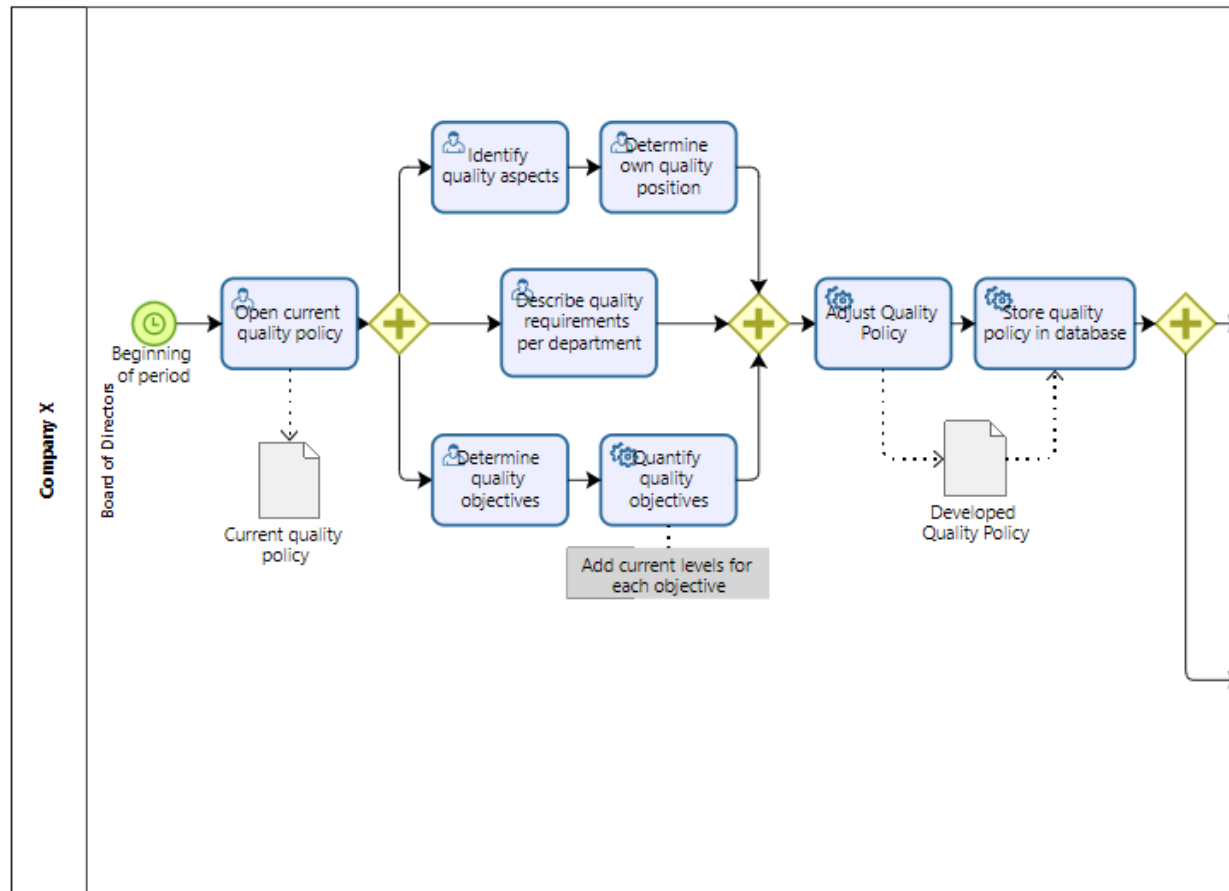 Company X
Board of Directors
Beginning
of period
Open current
quality policy
Current quality
policy
Identify
quality aspects
Determine
own quality
position
Describe quality
requirements
per department
Determine
quality
objectives
Quantify
quality
objectives
Add current levels for
each objective
Adjust Quality
Policy
Store quality
policy in database
Developed
Quality Policy